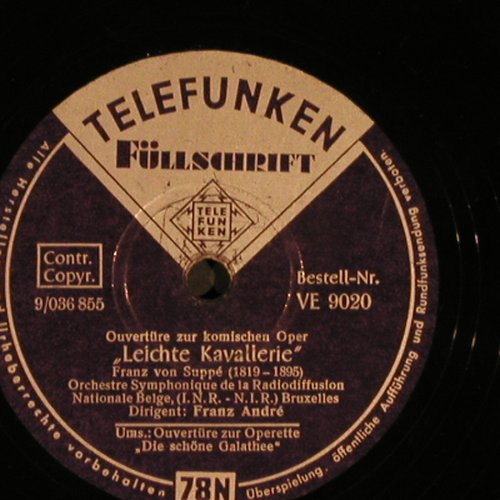 TELEFUNKEN
FÜLLSCHRIFT
TELE
FUN
KEN
Contr.
Copyr.
9/036 855
Bestell-Nr.
VE 9020
Ouvertüre zur komischen Oper
„Leichte Kavallerie"
Franz von Suppé (1819 – 1895)
Orchestre Symphonique de la Radiodiffusion
Nationale Belge, (I.N.R. - N.I.R.) Bruxelles
Dirigent: Franz André
Ums.: Ouvertüre zur Operette
„Die schöne Galathee"
78N
Urheberrechte vorbehalten
Überspielung, öffentliche Aufführung und Rundfunksendung verboten.
Alle